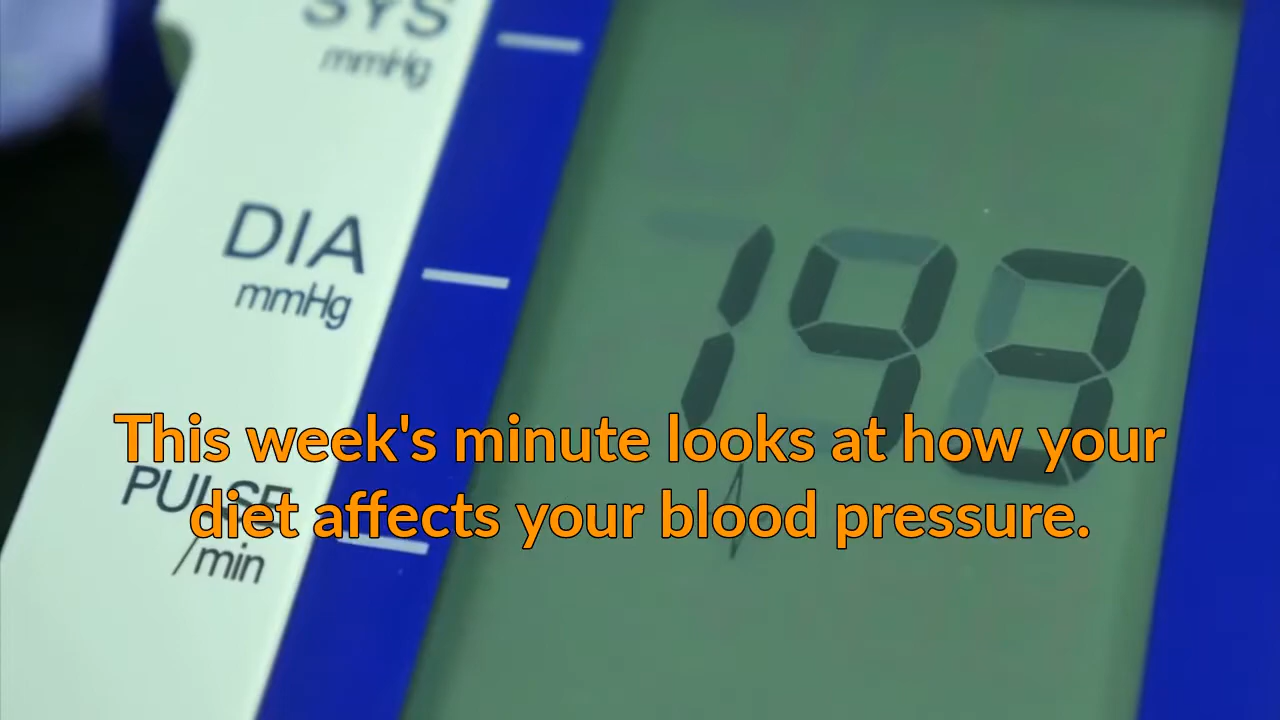 SYS
mmHg
DIA
mmHg
This week's minute looks at how your
PULSE
diet affects your blood pressure.
/min